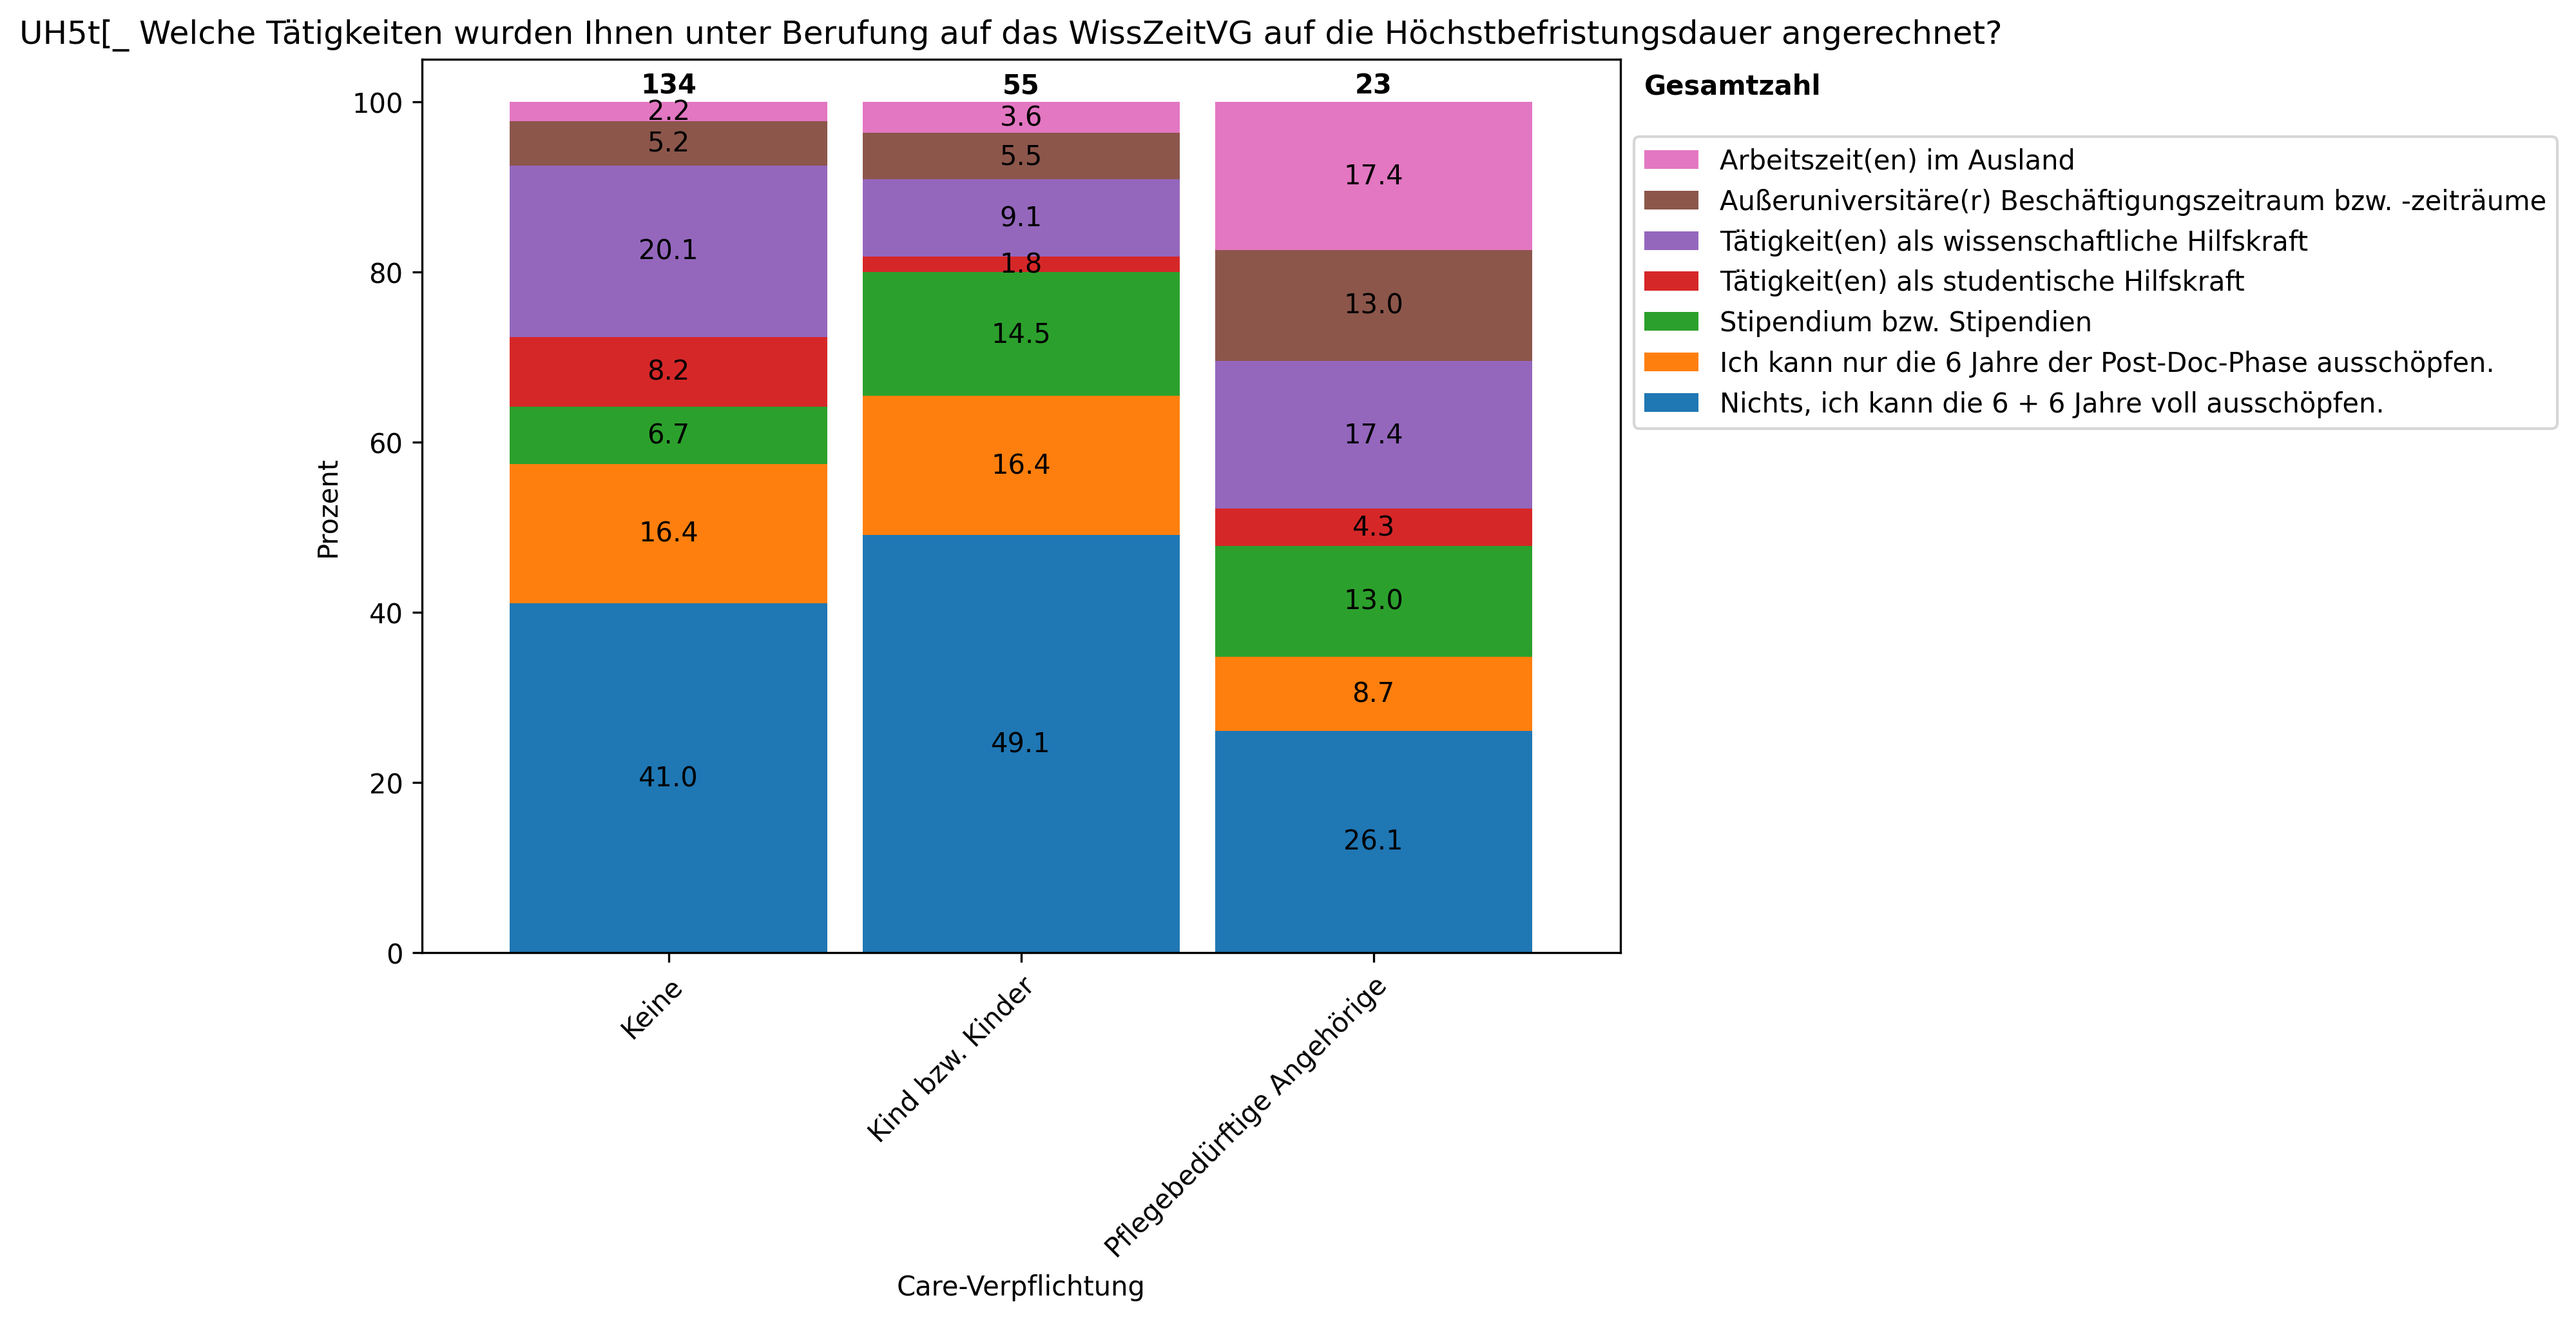 UH5t[_ Welche Tätigkeiten wurden Ihnen unter Berufung auf das WissZeitVG auf die Höchstbefristungsdauer angerechnet?
134
55
23
Gesamtzahl
100
80
60
40
20
0
Prozent
2.2
5.2
20.1
8.2
6.7
16.4
41.0
3.6
5.5
9.1
1.8
14.5
16.4
49.1
17.4
13.0
17.4
4.3
13.0
8.7
26.1
Arbeitszeit(en) im Ausland
Außeruniversitäre(r) Beschäftigungszeitraum bzw. -zeiträume
Tätigkeit(en) als wissenschaftliche Hilfskraft
Tätigkeit(en) als studentische Hilfskraft
Stipendium bzw. Stipendien
Ich kann nur die 6 Jahre der Post-Doc-Phase ausschöpfen.
Nichts, ich kann die 6 + 6 Jahre voll ausschöpfen.
Keine
Kind bzw. Kinder
Pflegebedürftige Angehörige
Care-Verpflichtung